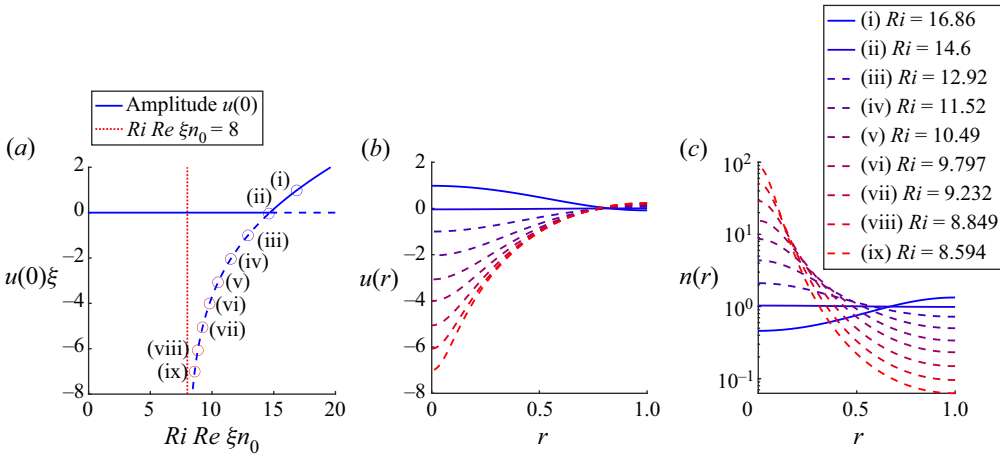 (i) Ri = 16.86
(ii) Ri = 14.6
(iii) Ri = 12.92
(iv) Ri = 11.52
(v) Ri = 10.49
(vi) Ri = 9.797
(vii) Ri = 9.232
(viii) Ri = 8.849
(ix) Ri = 8.594
Amplitude u(0)
Ri Re ξn₀ = 8
(a)
2
0
−2
−4
−6
−8
u(0)ξ
(i)
(ii)
(iii)
(iv)
(v)
(vi)
(vii)
(viii)
(ix)
0 5 10 15 20
Ri Re ξn₀
(b)
2
0
−2
−4
−6
−8
u(r)
0 0.5 1.0
r
(c)
10²
10¹
10⁰
10⁻¹
n(r)
0 0.5 1.0
r